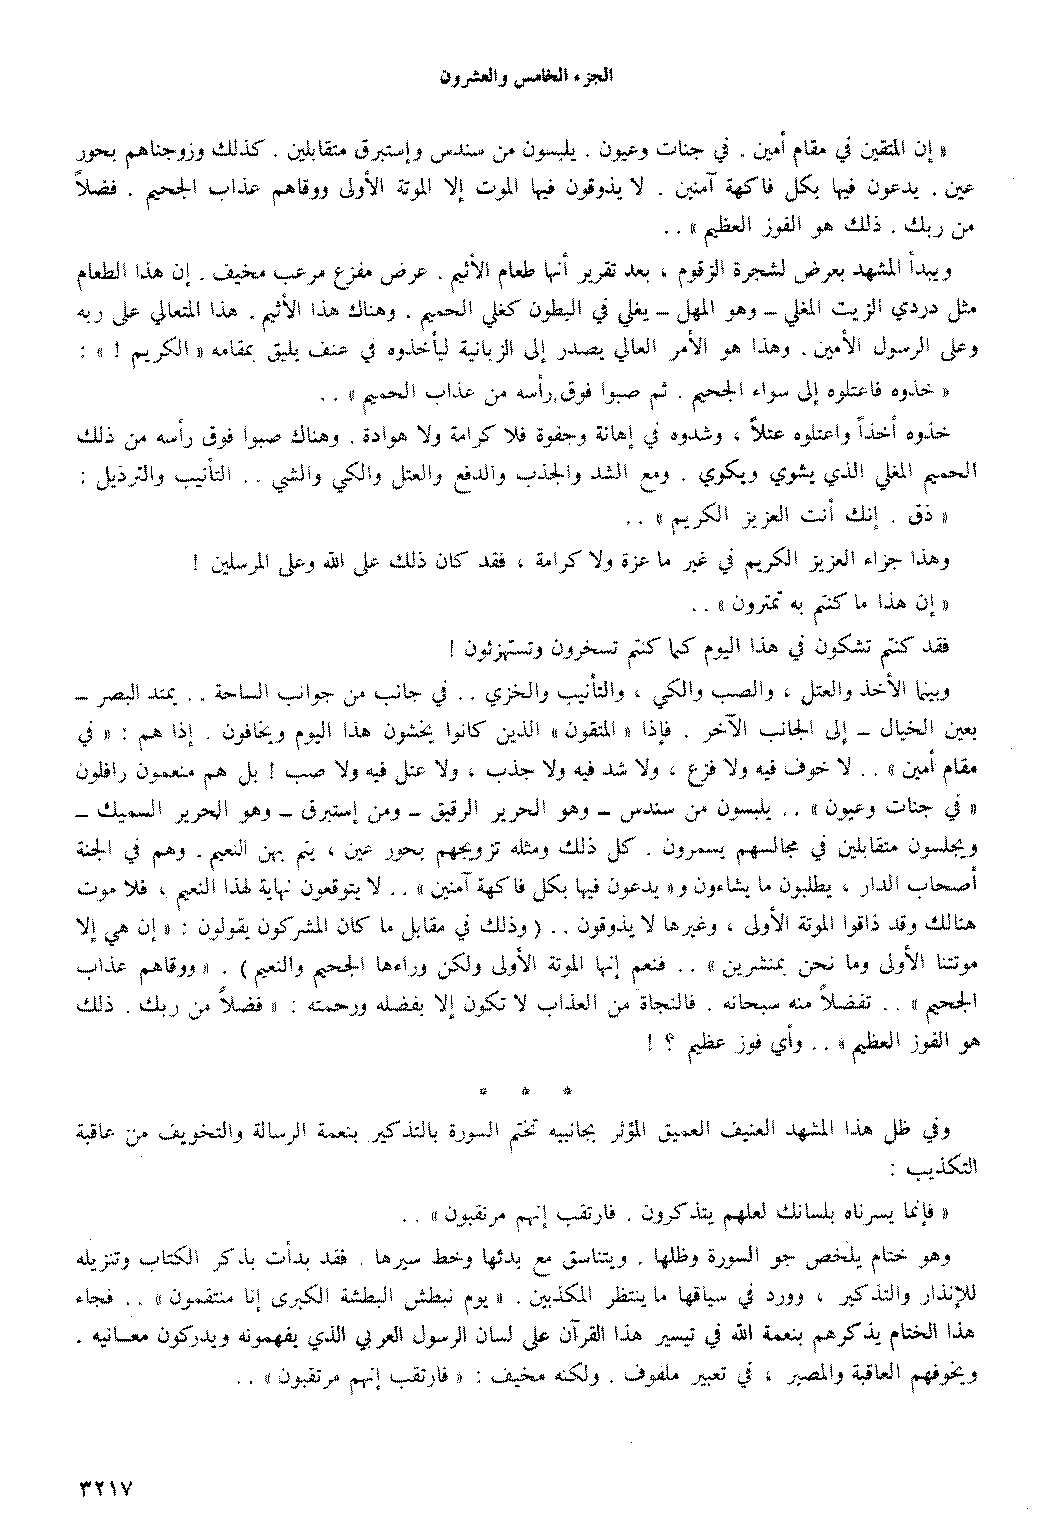 الجزء الخامس والعشرون
« إن المتقين في مقام أمين . في جنات وعيون . يلبسون من سندس وإستبرق متقابلين . كذلك وزوجناهم بحور
عين . يدعون فيها بكل فاكهة آمنين . لا يذوقون فيها الموت إلا الموتة الأولى ووقاهم عذاب الجحيم . فضلاً
من ربك . ذلك هو الفوز العظيم » . .
ويبدأ المشهد بعرض لشجرة الزقوم ، بعد تقرير أنها طعام الأثيم . عرض مفزع مرعب مخيف . إن هذا الطعام
مثل دردي الزيت المغلي – وهو المهل – يغلي في البطون كغلي الحميم . وهناك هذا الأثيم . هذا المتعالي على ربه
وعلى الرسول الأمين . وهذا هو الأمر العالي يصدر إلى الزبانية ليأخذوه في عنف يليق بمقامه « الكريم ! » :
« خذوه فاعتلوه إلى سواء الجحيم . ثم صبوا فوق رأسه من عذاب الحميم » . .
خذوه أخذاً واعتلوه عتلاً ، وشدوه في إهانة وجفوة فلا كرامة ولا هوادة . وهناك صبوا فوق رأسه من ذلك
الحميم المغلي الذي يشوي ويكوي . ومع الشد والجذب والدفع والعتل والكي والشي . . التأنيب والترذيل :
« ذق . إنك أنت العزيز الكريم » . .
وهذا جزاء العزيز الكريم في غير ما عزة ولا كرامة ، فقد كان ذلك على الله وعلى المرسلين !
« إن هذا ما كنتم به تمترون » . .
فقد كنتم تشكون في هذا اليوم كما كنتم تسخرون وتستهزئون !
وبينما الأخذ والعتل ، والصب والكي ، والتأنيب والخزي . . في جانب من جوانب الساحة . . يمتد البصر –
بعين الخيال – إلى الجانب الآخر . فإذا « المتقون » الذين كانوا يخشون هذا اليوم ويخافون . إذا هم : « في
مقام أمين » . . لا خوف فيه ولا فزع ، ولا شد فيه ولا جذب ، ولا عتل فيه ولا صب ! بل هم منعمون رافلون
« في جنات وعيون » . . يلبسون من سندس – وهو الحرير الرقيق – ومن إستبرق – وهو الحرير السميك –
ويجلسون متقابلين في مجالسهم يسمرون . كل ذلك ومثله تزويجهم بحور عين ، يتم بهن النعيم . وهم في الجنة
أصحاب الدار ، يطلبون ما يشاءون و« يدعون فيها بكل فاكهة آمنين » . . لا يتوقعون نهاية لهذا النعيم ، فلا موت
هنالك وقد ذاقوا الموتة الأولى ، وغيرها لا يذوقون . . ( وذلك في مقابل ما كان المشركون يقولون : « إن هي إلا
موتتنا الأولى وما نحن بمنشرين » . . فنعم إنها الموتة الأولى ولكن وراءها الجحيم والنعيم ) . « ووقاهم عذاب
الجحيم » . . تفضلاً منه سبحانه . فالنجاة من العذاب لا تكون إلا بفضله ورحمته : « فضلاً من ربك . ذلك
هو الفوز العظيم » . . وأي فوز عظيم ؟ !
* * *
وفي ظل هذا المشهد العنيف العميق المؤثر بجانبيه تختم السورة بالتذكير بنعمة الرسالة والتخويف من عاقبة
التكذيب :
« فإنما يسرناه بلسانك لعلهم يتذكرون . فارتقب إنهم مرتقبون » . .
وهو ختام يلخص جو السورة وظلها . ويتناسق مع بدئها وخط سيرها . فقد بدأت بذكر الكتاب وتنزيله
للإنذار والتذكير ، وورد في سياقها ما ينتظر المكذبين . « يوم نبطش البطشة الكبرى إنا منتقمون » . . فجاء
هذا الختام يذكرهم بنعمة الله في تيسير هذا القرآن على لسان الرسول العربي الذي يفهمونه ويدركون معانيه .
ويخوفهم العاقبة والمصير ، في تعبير ملفوف . ولكنه مخيف : « فارتقب إنهم مرتقبون » . .
٣٢١٧